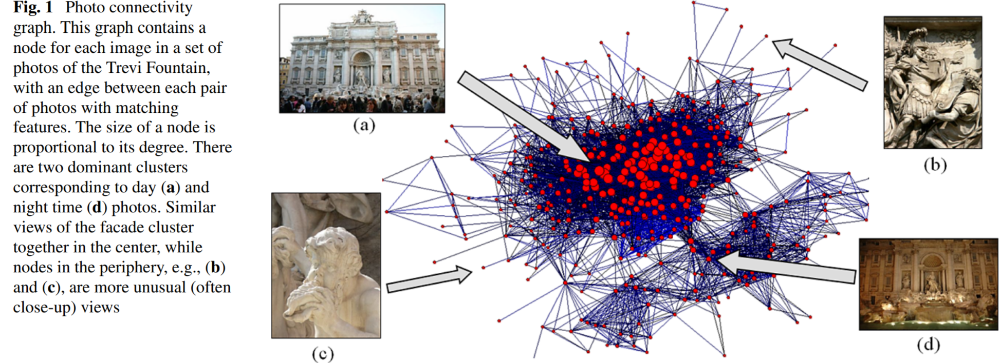 Fig. 1 Photo connectivity
graph. This graph contains a
node for each image in a set of
photos of the Trevi Fountain,
with an edge between each pair
of photos with matching
features. The size of a node is
proportional to its degree. There
are two dominant clusters
corresponding to day (a) and
night time (d) photos. Similar
views of the facade cluster
together in the center, while
nodes in the periphery, e.g., (b)
and (c), are more unusual (often
close-up) views
(a)
(b)
(c)
(d)